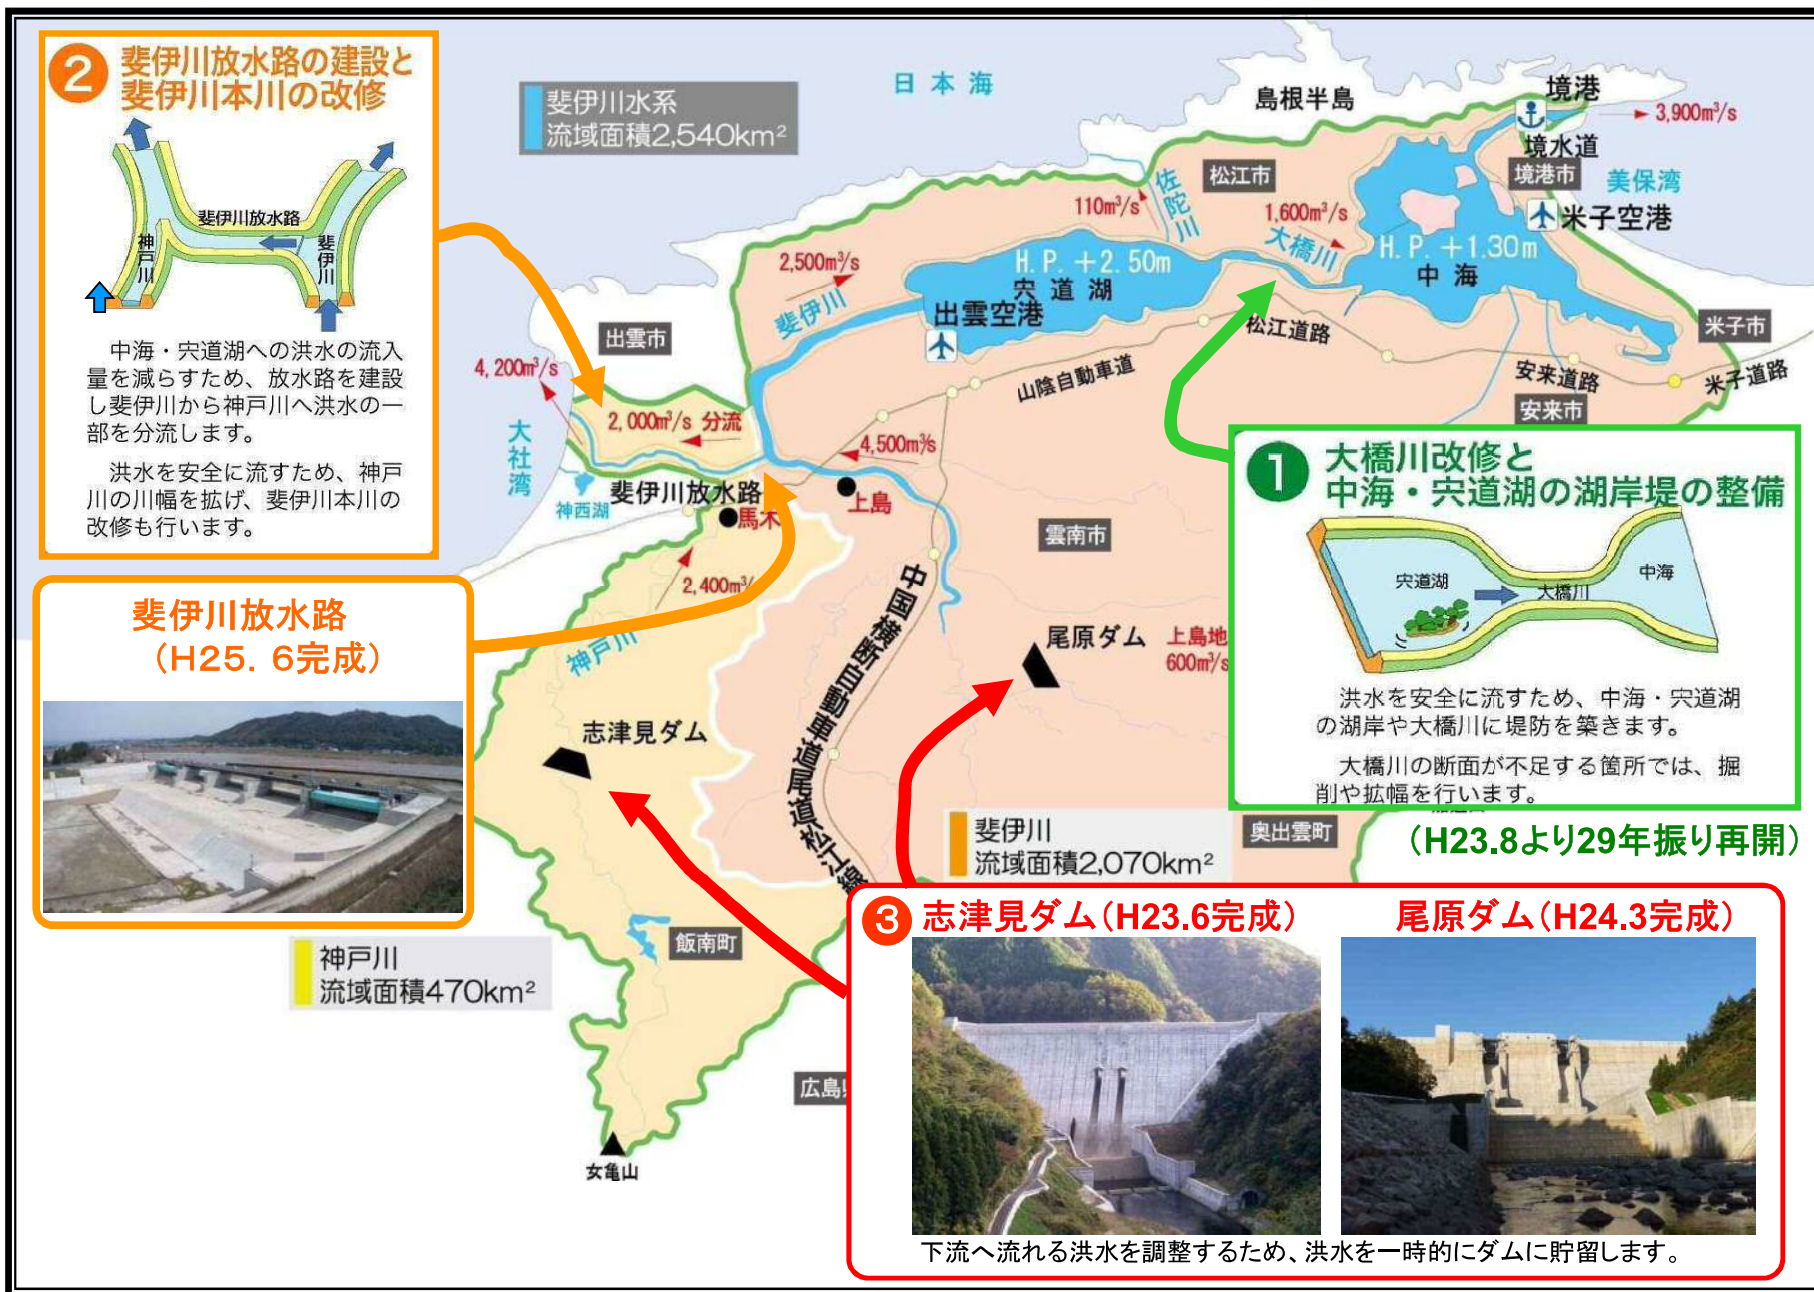 2
斐伊川放水路の建設と
斐伊川本川の改修
斐伊川放水路
神戸川
斐伊川
中海・宍道湖への洪水の流入
量を減らすため、放水路を建設
し斐伊川から神戸川へ洪水の一
部を分流します。
洪水を安全に流すため、神戸
川の川幅を拡げ、斐伊川本川の
改修も行います。
斐伊川水系
流域面積2,540km²
日本海
島根半島
境港
3,900m³/s
境水道
境港市
美保湾
米子空港
松江市
佐陀川
110m³/s
1,600m³/s
大橋川
H.P.+1.30m
中海
H.P.+2.50m
宍道湖
2,500m³/s
斐伊川
出雲空港
出雲市
松江道路
米子市
山陰自動車道
安来道路
米子道路
安来市
4,200m³/s
2,000m³/s 分流
4,500m³/s
大社湾
神西湖
斐伊川放水路
馬木
上島
雲南市
2,400m³/
神戸川
中国横断自動車道尾道松江線
尾原ダム
上島地
600m³/s
志津見ダム
斐伊川放水路
（H25．6完成）
1
大橋川改修と
中海・宍道湖の湖岸堤の整備
宍道湖
大橋川
中海
洪水を安全に流すため、中海・宍道湖
の湖岸や大橋川に堤防を築きます。
大橋川の断面が不足する箇所では、掘
削や拡幅を行います。
（H23.8より29年振り再開）
斐伊川
流域面積2,070km²
奥出雲町
飯南町
神戸川
流域面積470km²
広島
女亀山
3
志津見ダム（H23.6完成）
尾原ダム（H24.3完成）
下流へ流れる洪水を調整するため、洪水を一時的にダムに貯留します。